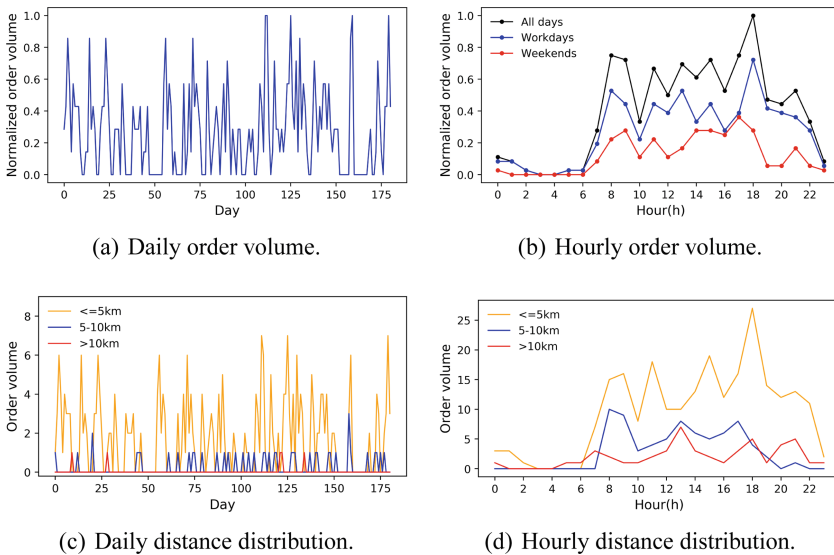 Normalized order volume
1.0
0.8
0.6
0.4
0.2
0.0
0 25 50 75 100 125 150 175
Day
(a) Daily order volume.
Normalized order volume
1.0
0.8
0.6
0.4
0.2
0.0
All days
Workdays
Weekends
0 2 4 6 8 10 12 14 16 18 20 22
Hour(h)
(b) Hourly order volume.
Order volume
8
6
4
2
0
<=5km
5-10km
>10km
0 25 50 75 100 125 150 175
Day
(c) Daily distance distribution.
Order volume
25
20
15
10
5
0
<=5km
5-10km
>10km
0 2 4 6 8 10 12 14 16 18 20 22
Hour(h)
(d) Hourly distance distribution.